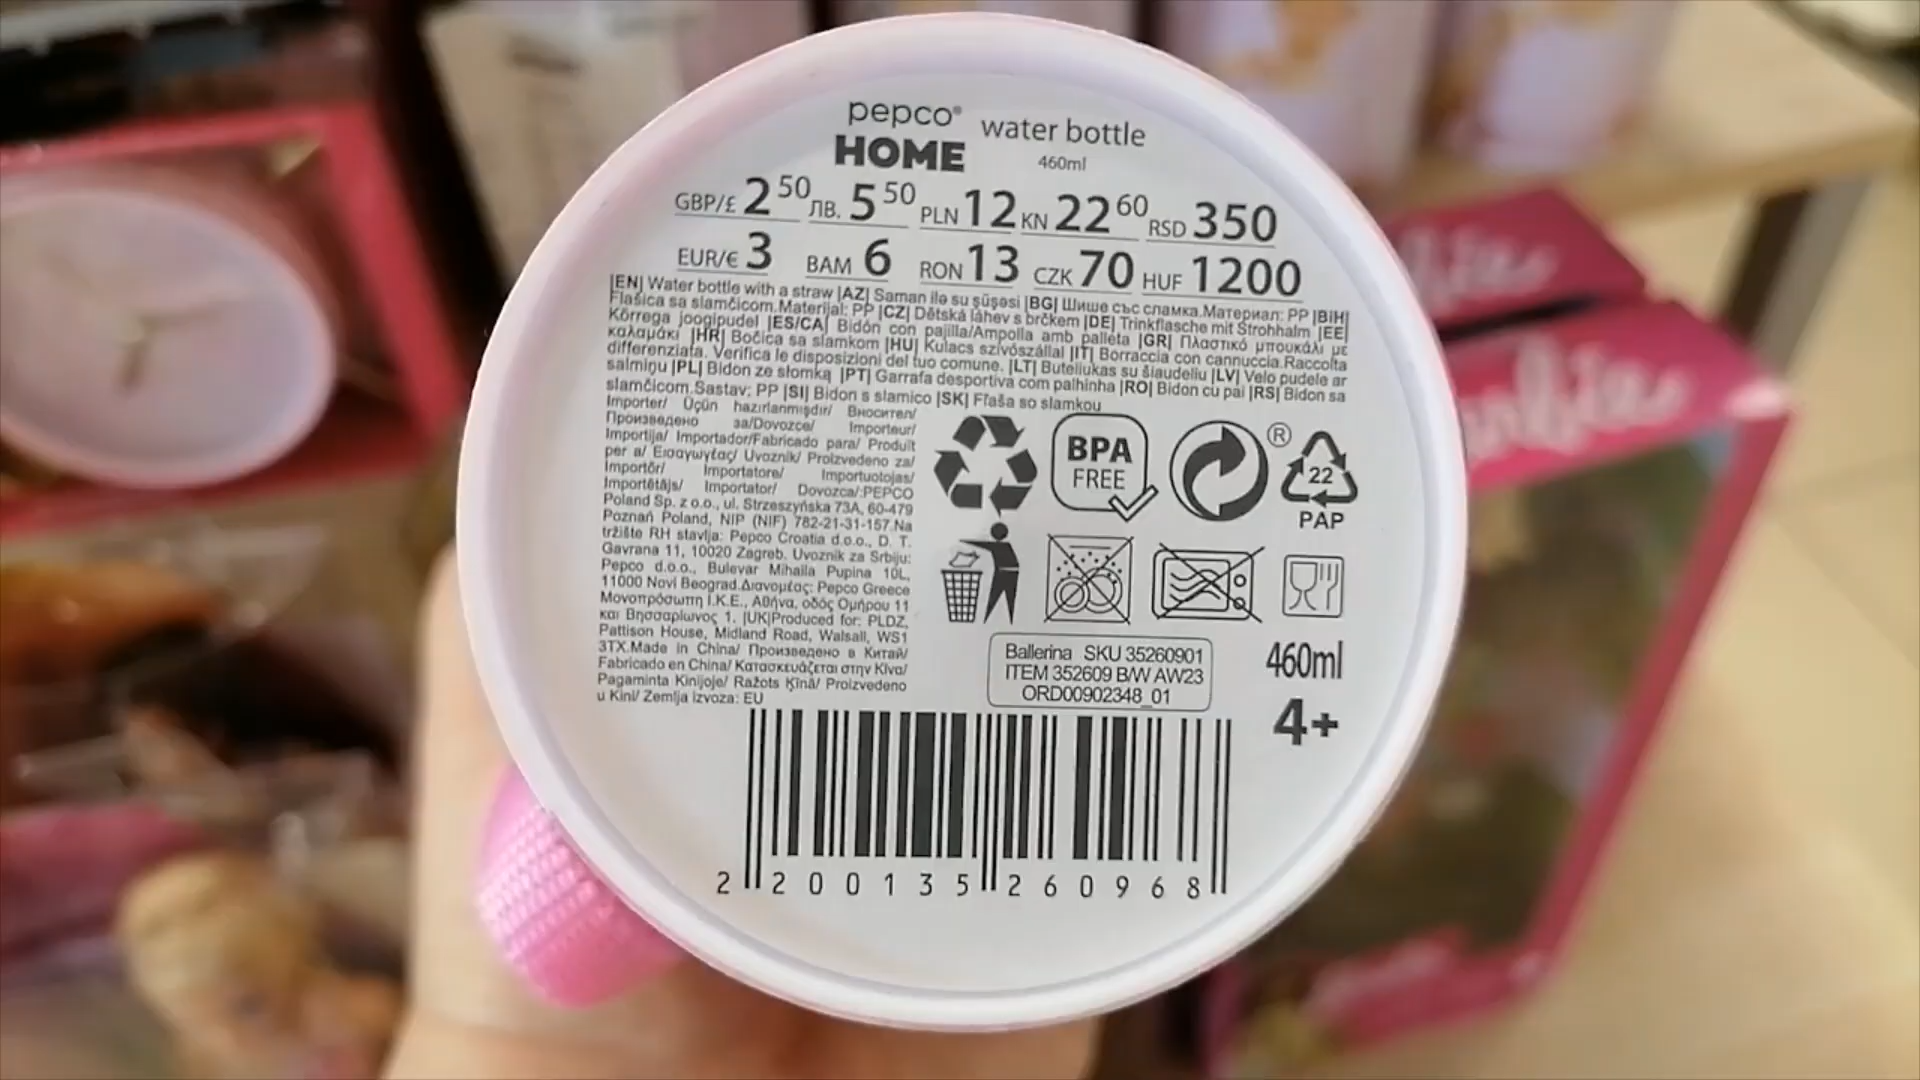 pepco®
HOME
water bottle
460ml
GBP/£ 2 50 ЛВ. 5 50 PLN 12 KN 22 60 RSD 350
EUR/€ 3 BAM 6 RON 13 CZK 70 HUF 1200
|EN| Water bottle with a straw |AZ| Saman ilə su şüşəsi |BG| Шише със сламка.Материал: PP |BIH|
Flašica sa slamčicom.Materijal: PP |CZ| Dětská láhev s brčkem |DE| Trinkflasche mit Strohhalm |EE|
Kõrrega joogipudel |ES/CA| Bidón con pajilla/Ampolla amb palleta |GR| Πλαστικό μπουκάλι με
καλαμάκι |HR| Bočica sa slamkom |HU| Kulacs szívószállal |IT| Borraccia con cannuccia.Raccolta
differenziata. Verifica le disposizioni del tuo comune. |LT| Buteliukas su šiaudeliu |LV| Velo pudele ar
salmiņu |PL| Bidon ze słomką |PT| Garrafa desportiva com palhinha |RO| Bidon cu pai |RS| Bidon sa
slamčicom.Sastav: PP |SI| Bidon s slamico |SK| Fľaša so slamkou
Importer/ Üçün hazırlanmışdır/ Вносител/
Произведено за/Dovozce/ Importeur/
Importija/ Importador/Fabricado para/ Produït
per a/ Εισαγωγέας/ Uvoznik/ Proizvedeno za/
Importőr/ Importatore/ Importuotojas/
Importētājs/ Importator/ Dovozca/:PEPCO
Poland Sp. z o.o., ul. Strzeszyńska 73A, 60-479
Poznań Poland, NIP (NIF) 782-21-31-157.Na
tržište RH stavlja: Pepco Croatia d.o.o., D. T.
Gavrana 11, 10020 Zagreb. Uvoznik za Srbiju:
Pepco d.o.o., Bulevar Mihaila Pupina 10L,
11000 Novi Beograd.Διανομέας: Pepco Greece
Μονοπρόσωπη Ι.Κ.Ε., Αθήνα, οδός Ομήρου 11
και Βησσαρίωνος 1. |UK|Produced for: PLDZ,
Pattison House, Midland Road, Walsall, WS1
3TX.Made in China/ Произведено в Китай/
Fabricado en China/ Κατασκευάζεται στην Κίνα/
Pagaminta Kinijoje/ Ražots Ķīnā/ Proizvedeno
u Kini/ Zemlja izvoza: EU
BPA
FREE
®
22
PAP
Ballerina SKU 35260901
ITEM 352609 B/W AW23
ORD00902348_01
460ml
4+
2 200135 260968